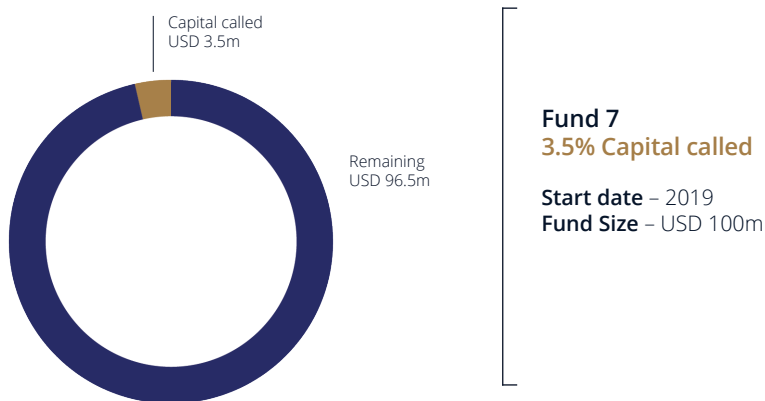 Capital called
USD 3.5m
Remaining
USD 96.5m
Fund 7
3.5% Capital called
Start date – 2019
Fund Size – USD 100m